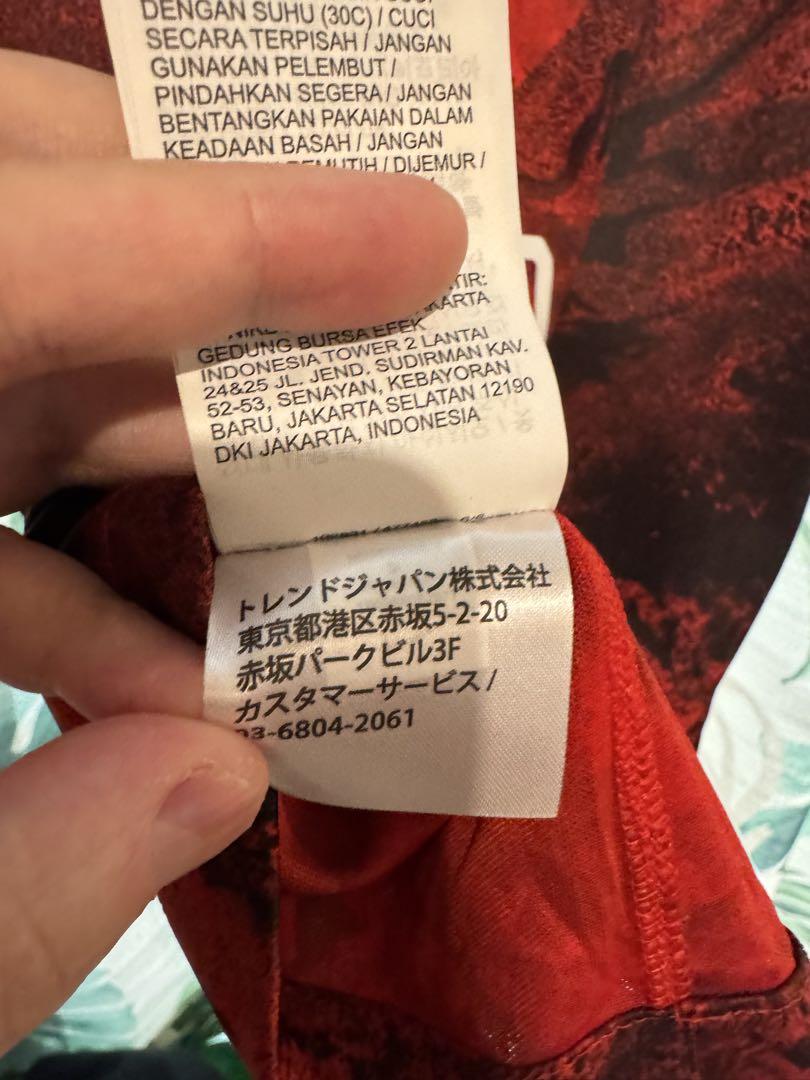 DENGAN SUHU (30C) / CUCI
SECARA TERPISAH / JANGAN
GUNAKAN PELEMBUT /
PINDAHKAN SEGERA / JANGAN
BENTANGKAN PAKAIAN DALAM
KEADAAN BASAH / JANGAN
/ DIJEMUR /
GEDUNG BURSA EFEK
INDONESIA TOWER 2 LANTAI
24&25 JL. JEND. SUDIRMAN KAV.
52-53, SENAYAN, KEBAYORAN
BARU, JAKARTA SELATAN 12190
DKI JAKARTA, INDONESIA
トレンドジャパン株式会社
東京都港区赤坂5-2-20
赤坂パークビル3F
カスタマーサービス/
03-6804-2061